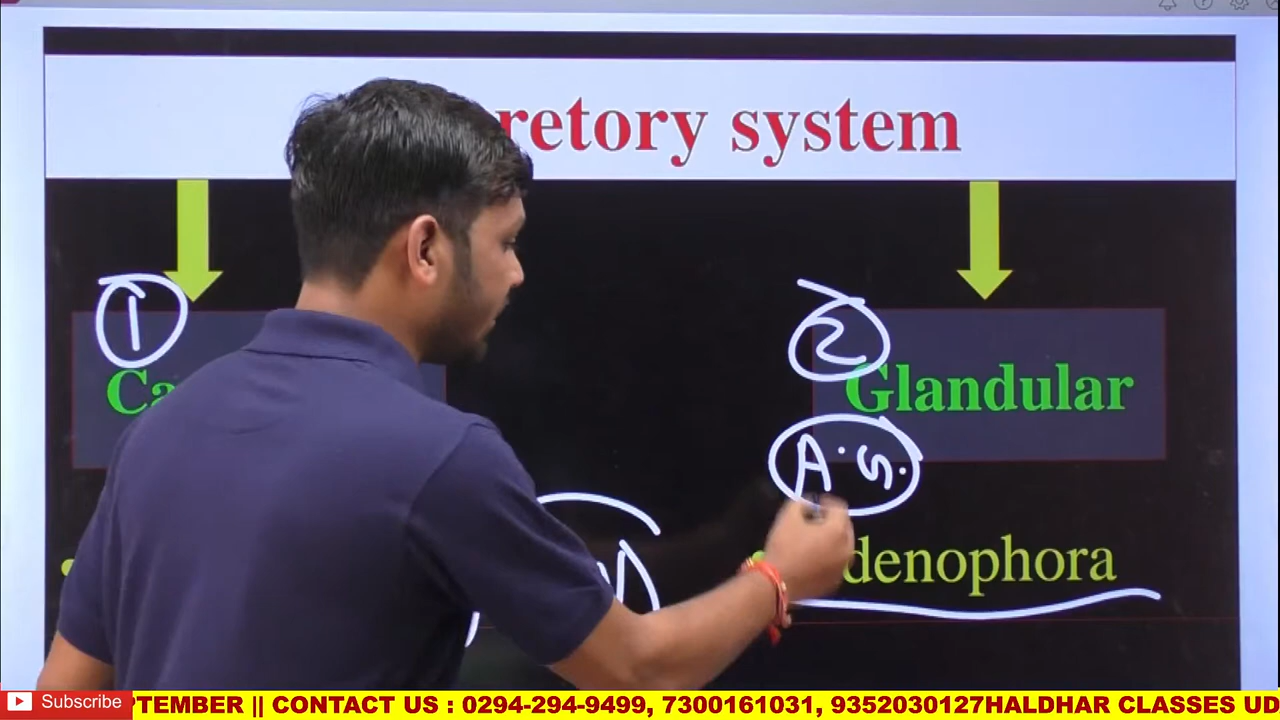 retory system
1
2
Ca
Glandular
A.S.
denophora
Subscribe
PTEMBER || CONTACT US : 0294-294-9499, 7300161031, 9352030127HALDHAR CLASSES UD